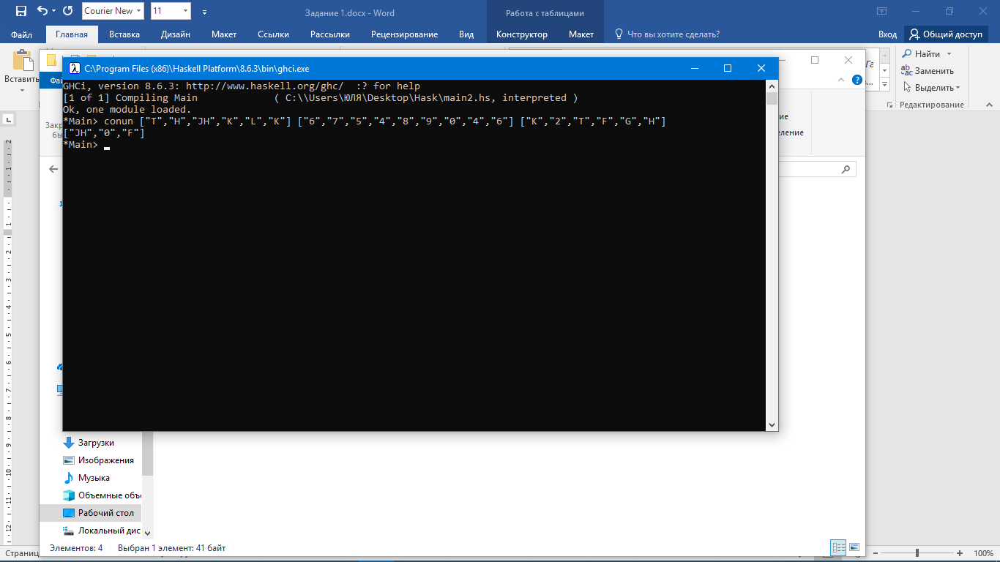 Courier New 11 Задание 1.docx - Word Работа с таблицами
Файл Главная Вставка Дизайн Макет Ссылки Рассылки Рецензирование Вид Конструктор Макет Что вы хотите сделать? Вход Общий доступ
Вставить
Найти
Заменить
Выделить
Редактирование
C:\Program Files (x86)\Haskell Platform\8.6.3\bin\ghci.exe
GHCi, version 8.6.3: http://www.haskell.org/ghc/  :? for help
[1 of 1] Compiling Main             ( C:\\Users\ЮЛЯ\Desktop\Hask\main2.hs, interpreted )
Ok, one module loaded.
*Main> conun ["T","H","JH","K","L","K"] ["6","7","5","4","8","9","0","4","6"] ["K","2","T","F","G","H"]
["JH","0","F"]
*Main>
Загрузки
Изображения
Музыка
Объемные объ
Рабочий стол
Локальный дис
Элементов: 4 Выбран 1 элемент: 41 байт
Страниц 100%